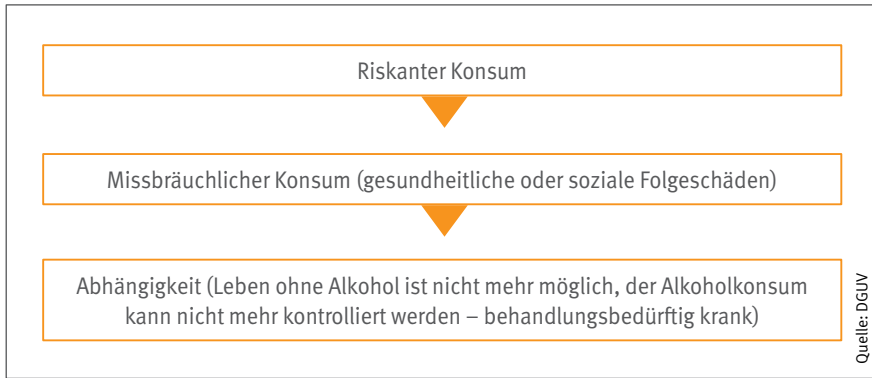 Riskanter Konsum
Missbräuchlicher Konsum (gesundheitliche oder soziale Folgeschäden)
Abhängigkeit (Leben ohne Alkohol ist nicht mehr möglich, der Alkoholkonsum
kann nicht mehr kontrolliert werden – behandlungsbedürftig krank)
Quelle: DGUV